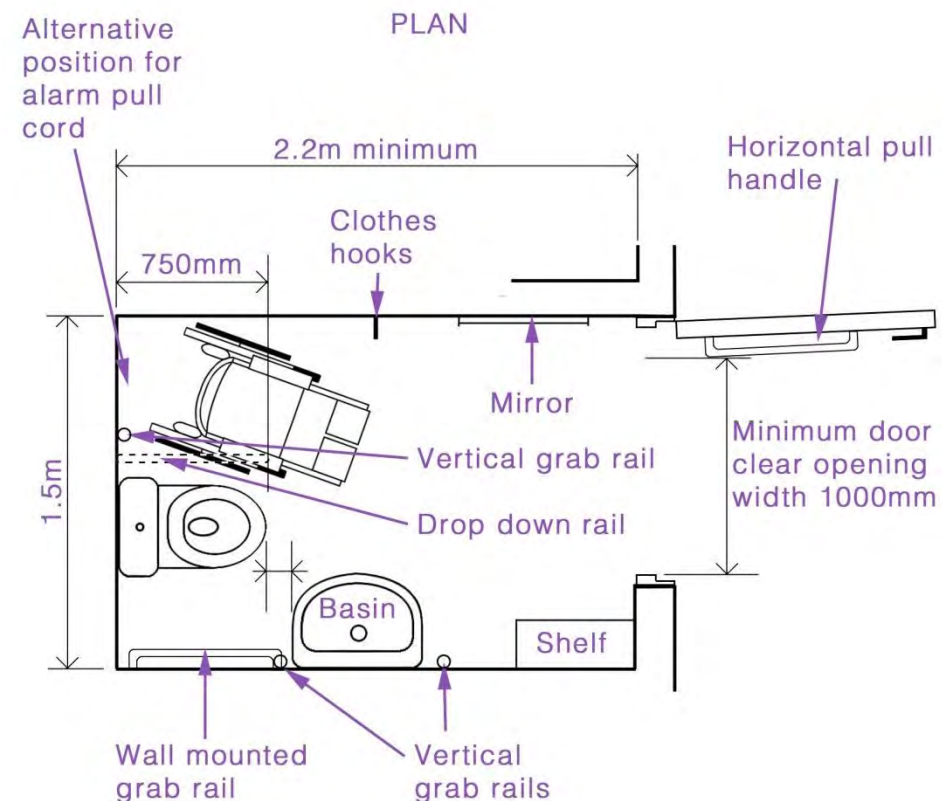 PLAN
Alternative
position for
alarm pull
cord
2.2m minimum
Horizontal pull
handle
Clothes
hooks
750mm
Mirror
Minimum door
clear opening
width 1000mm
Vertical grab rail
1.5m
Drop down rail
Basin
Shelf
Wall mounted
grab rail
Vertical
grab rails